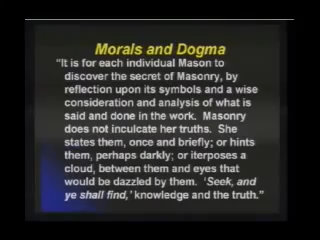 Morals and Dogma
“It is for each individual Mason to
discover the secret of Masonry, by
reflection upon its symbols and a wise
consideration and analysis of what is
said and done in the work.  Masonry
does not inculcate her truths.  She
states them, once and briefly; or hints
them, perhaps darkly; or iterposes a
cloud, between them and eyes that
would be dazzled by them.  ‘Seek, and
ye shall find,’ knowledge and the truth.”